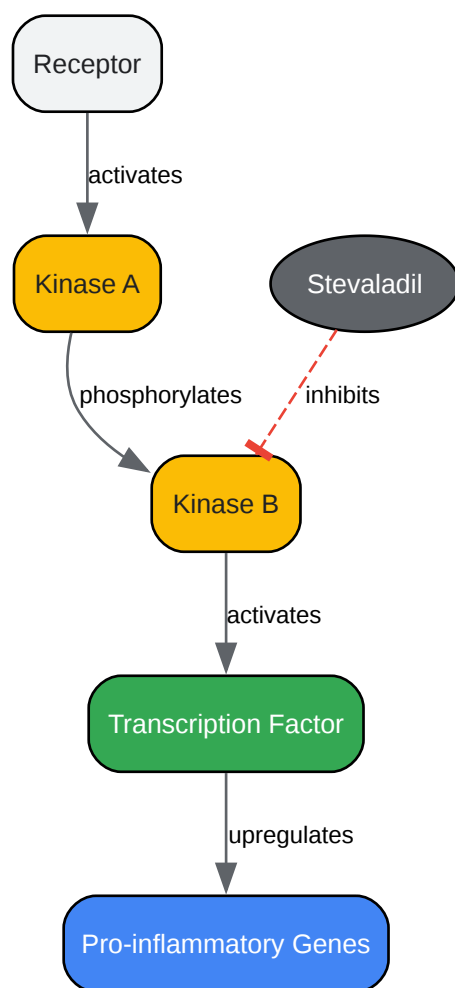 Receptor
activates
Kinase A
Stevaladil
phosphorylates
inhibits
Kinase B
activates
Transcription Factor
upregulates
Pro-inflammatory Genes